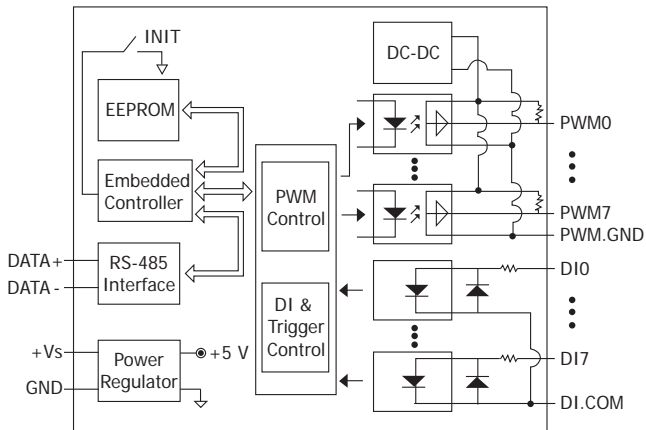 INIT
DC-DC
EEPROM
PWM0
Embedded
Controller
PWM
Control
PWM7
PWM.GND
DATA+
DATA-
RS-485
Interface
DI0
DI &
Trigger
Control
+Vs
GND
Power
Regulator
+5 V
DI7
DI.COM